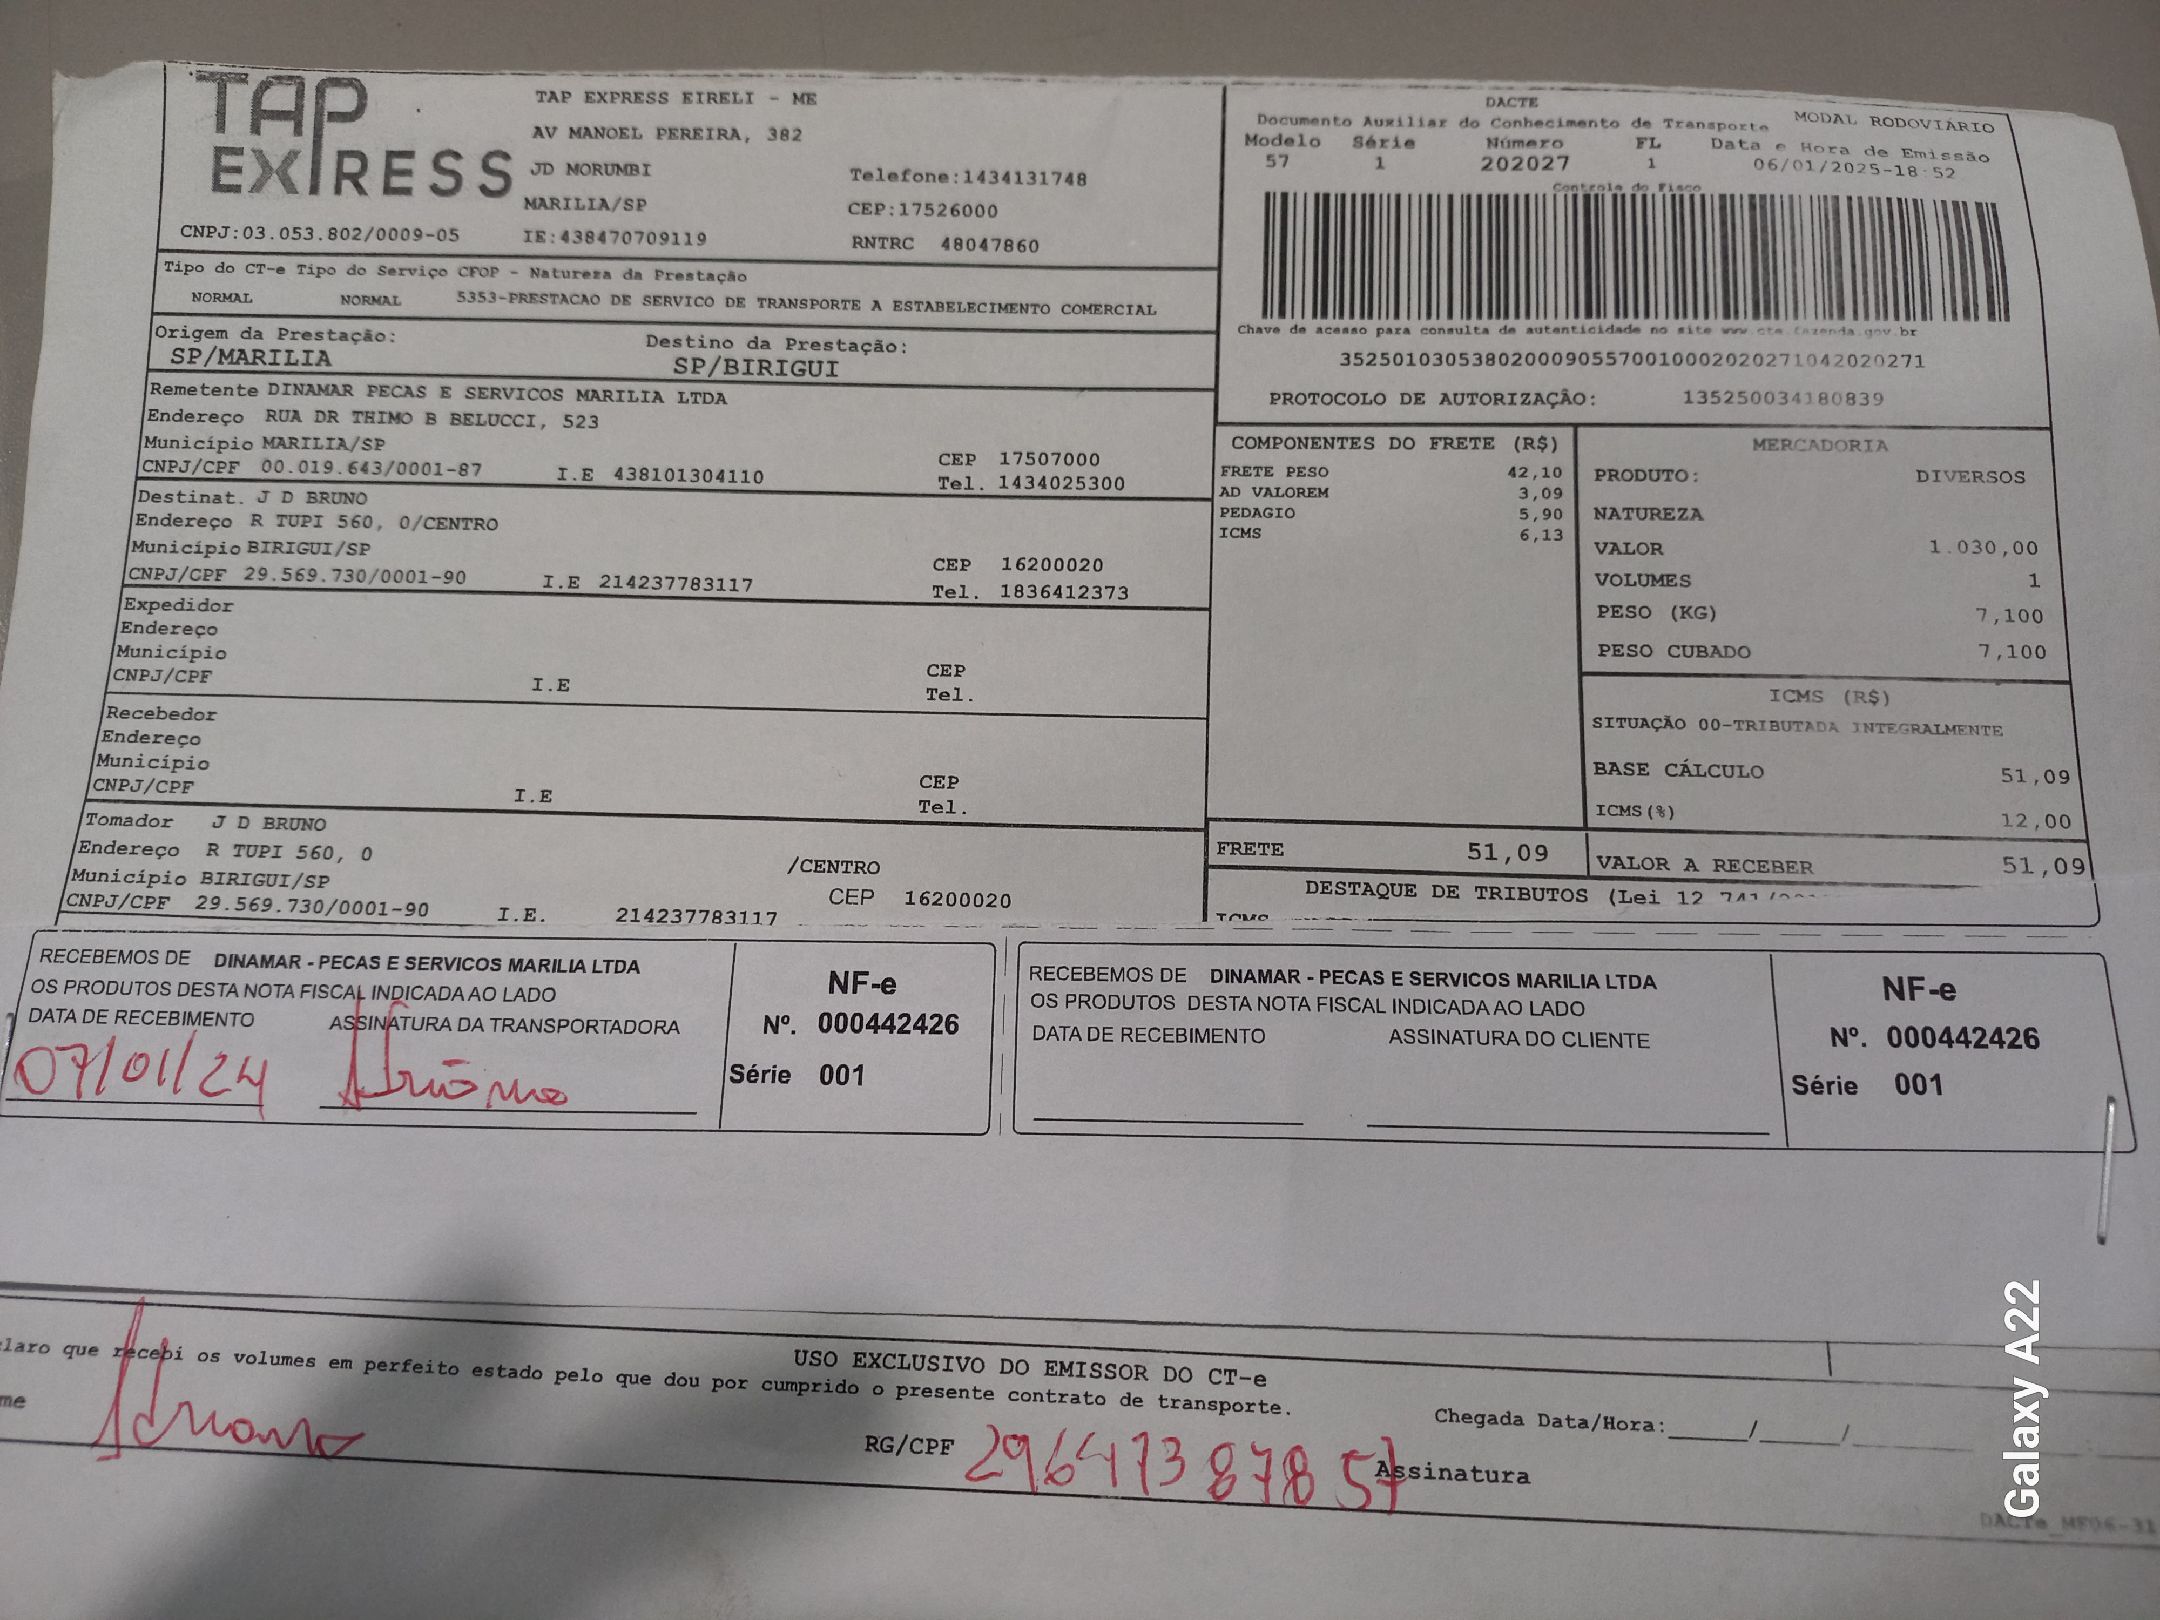 TAP EXPRESS
TAP EXPRESS EIRELI - ME
AV MANOEL PEREIRA, 382
JD MORUMBI
Telefone:1434131748
MARILIA/SP
CEP:17526000
CNPJ:03.053.802/0009-05
IE:438470709119
RNTRC 48047860
Tipo do CT-e Tipo do Serviço CFOP - Natureza da Prestação
NORMAL NORMAL 5353-PRESTACAO DE SERVICO DE TRANSPORTE A ESTABELECIMENTO COMERCIAL
Origem da Prestação: Destino da Prestação:
SP/MARILIA SP/BIRIGUI
Remetente DINAMAR PECAS E SERVICOS MARILIA LTDA
Endereço RUA DR THIMO B BELUCCI, 523
Município MARILIA/SP CEP 17507000
CNPJ/CPF 00.019.643/0001-87 I.E 438101304110 Tel. 1434025300
Destinat. J D BRUNO
Endereço R TUPI 560, 0/CENTRO
Município BIRIGUI/SP CEP 16200020
CNPJ/CPF 29.569.730/0001-90 I.E 214237783117 Tel. 1836412373
Expedidor
Endereço
Município CEP
CNPJ/CPF I.E Tel.
Recebedor
Endereço
Município CEP
CNPJ/CPF I.E Tel.
Tomador J D BRUNO
Endereço R TUPI 560, 0 /CENTRO
Município BIRIGUI/SP CEP 16200020
CNPJ/CPF 29.569.730/0001-90 I.E. 214237783117
DACTE
Documento Auxiliar do Conhecimento de Transporte MODAL RODOVIÁRIO
Modelo Série Número FL Data e Hora de Emissão
57 1 202027 1 06/01/2025-18:52
Controle do Fisco
Chave de acesso para consulta de autenticidade no site www.cte.fazenda.gov.br
35250103053802000905570010002020271042020271
PROTOCOLO DE AUTORIZAÇÃO: 135250034180839
COMPONENTES DO FRETE (R$)
FRETE PESO 42,10
AD VALOREM 3,09
PEDAGIO 5,90
ICMS 6,13
MERCADORIA
PRODUTO: DIVERSOS
NATUREZA
VALOR 1.030,00
VOLUMES 1
PESO (KG) 7,100
PESO CUBADO 7,100
ICMS (R$)
SITUAÇÃO 00-TRIBUTADA INTEGRALMENTE
BASE CÁLCULO 51,09
ICMS(%) 12,00
FRETE 51,09
VALOR A RECEBER 51,09
DESTAQUE DE TRIBUTOS (Lei 12
ICMS
RECEBEMOS DE DINAMAR - PECAS E SERVICOS MARILIA LTDA
OS PRODUTOS DESTA NOTA FISCAL INDICADA AO LADO
DATA DE RECEBIMENTO ASSINATURA DA TRANSPORTADORA
07/01/24 Adriano
NF-e
Nº. 000442426
Série 001
RECEBEMOS DE DINAMAR - PECAS E SERVICOS MARILIA LTDA
OS PRODUTOS DESTA NOTA FISCAL INDICADA AO LADO
DATA DE RECEBIMENTO ASSINATURA DO CLIENTE
NF-e
Nº. 000442426
Série 001
USO EXCLUSIVO DO EMISSOR DO CT-e
claro que recebi os volumes em perfeito estado pelo que dou por cumprido o presente contrato de transporte.
me Adriano
RG/CPF 29647387857
Chegada Data/Hora: / /
Assinatura
Galaxy A22